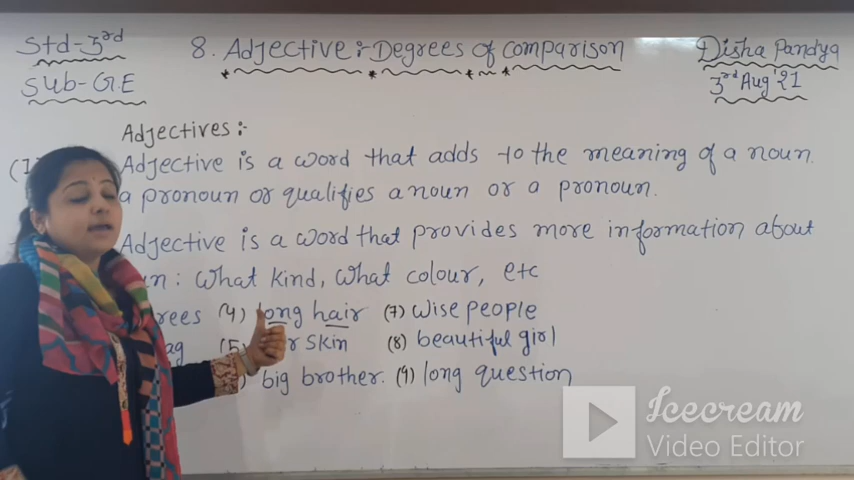 Std-3rd
Sub-G.E
8. Adjective: Degrees of comparison
Disha Pandya
3rd Aug'21
Adjectives:-
(1) Adjective is a word that adds to the meaning of a noun
a pronoun or qualifies a noun or a pronoun.
Adjective is a word that provides more information about
What kind, what colour, etc
(4) long hair (7) wise people
skin (8) beautiful girl
big brother. (9) long question
Icecream
Video Editor